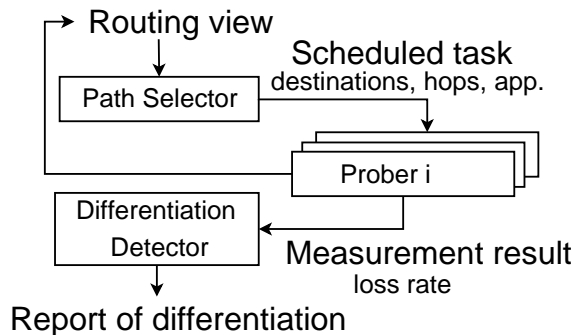 Routing view
Scheduled task
destinations, hops, app.
Path Selector
Prober i
Differentiation
Detector
Measurement result
loss rate
Report of differentiation